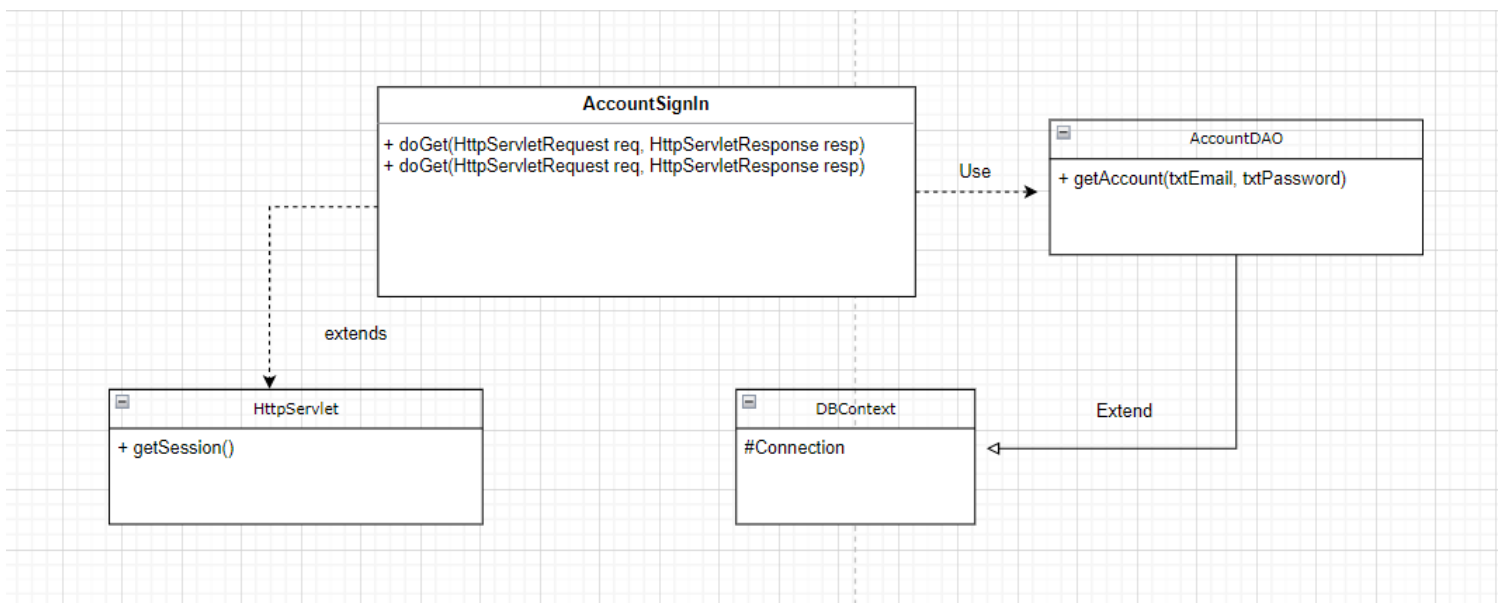 AccountSignIn
+ doGet(HttpServletRequest req, HttpServletResponse resp)
+ doGet(HttpServletRequest req, HttpServletResponse resp)
Use
AccountDAO
+ getAccount(txtEmail, txtPassword)
extends
HttpServlet
+ getSession()
DBContext
#Connection
Extend